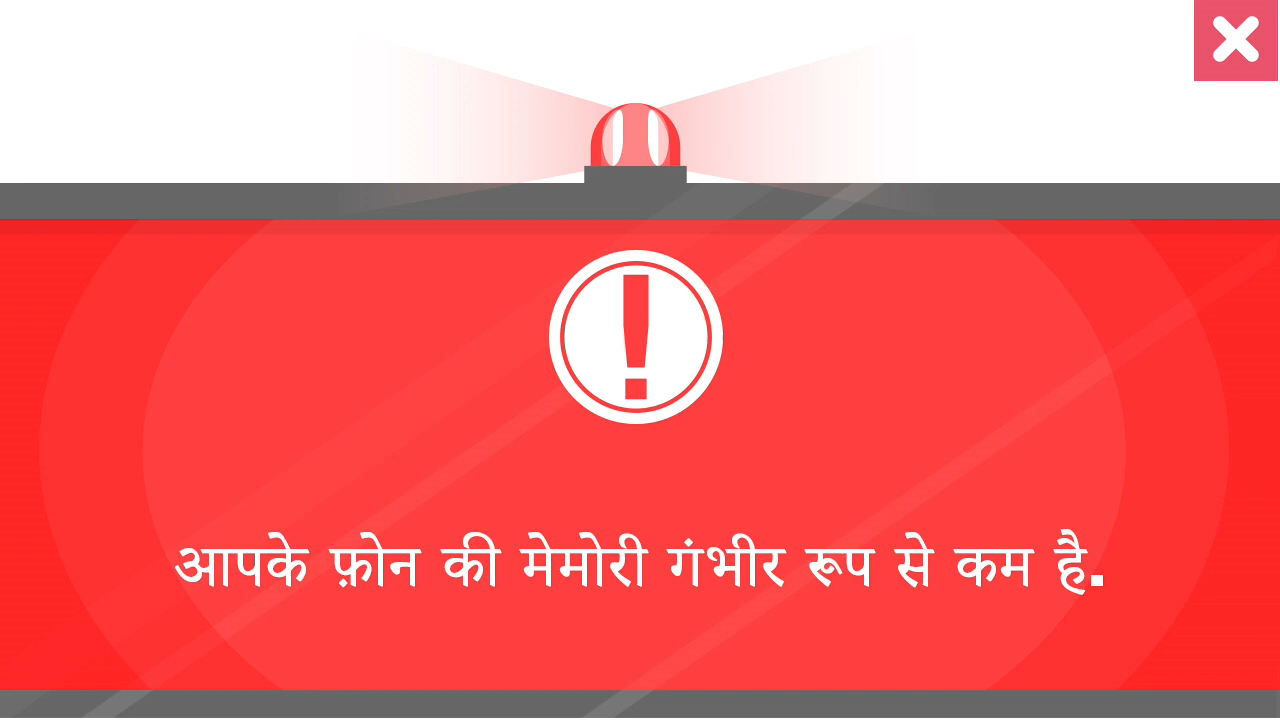 आपके फ़ोन की मेमोरी गंभीर रूप से कम है.